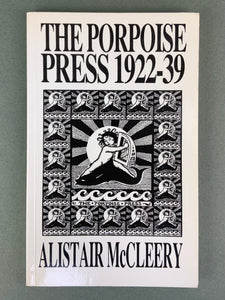 THE PORPOISE
PRESS 1922-39
THE PORPOISE PRESS
ALISTAIR McCLEERY